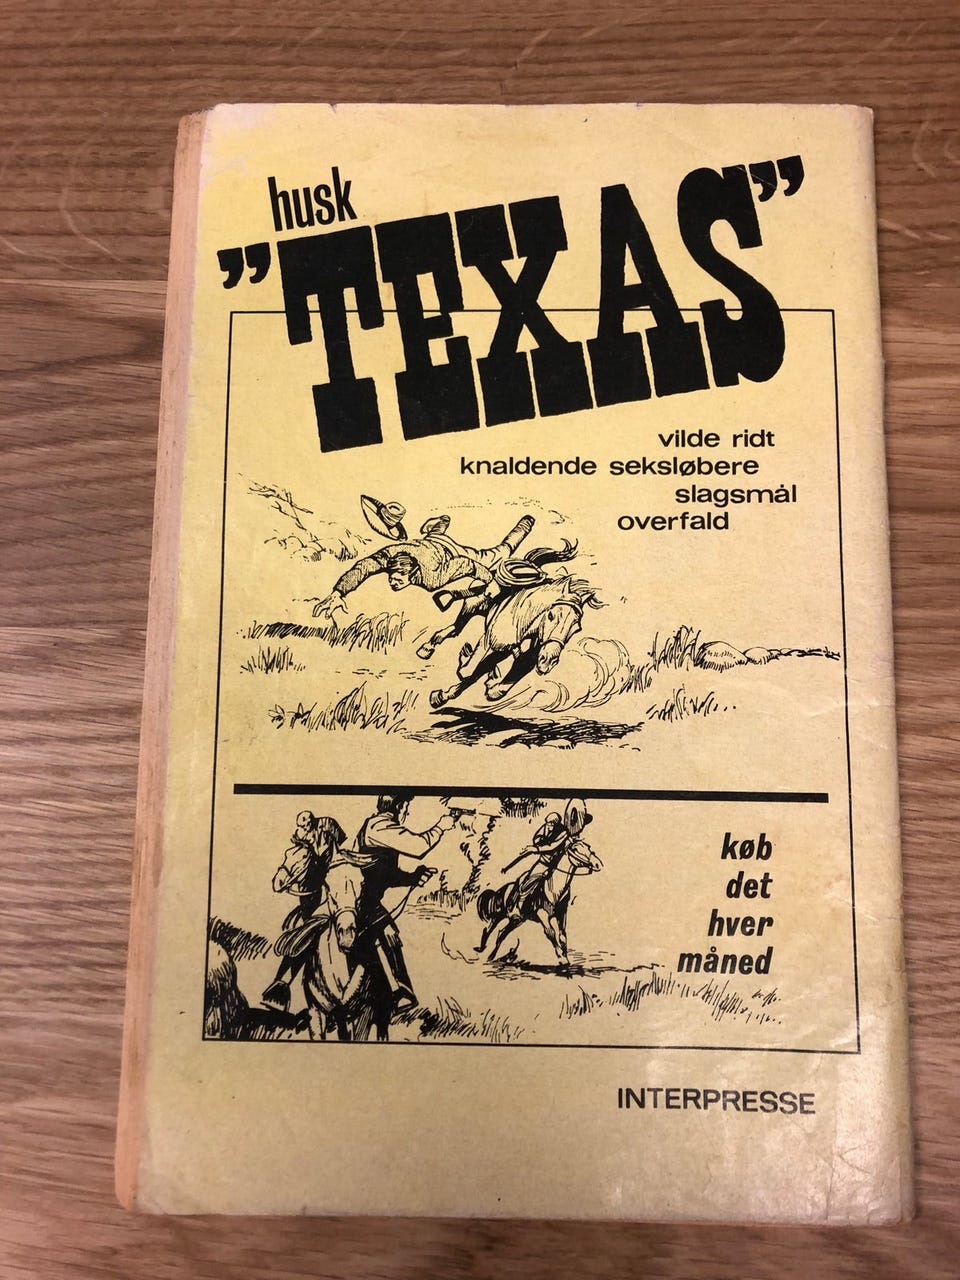 husk
”TEXAS”
vilde ridt
knaldende seksløbere
slagsmål
overfald
køb
det
hver
måned
INTERPRESSE